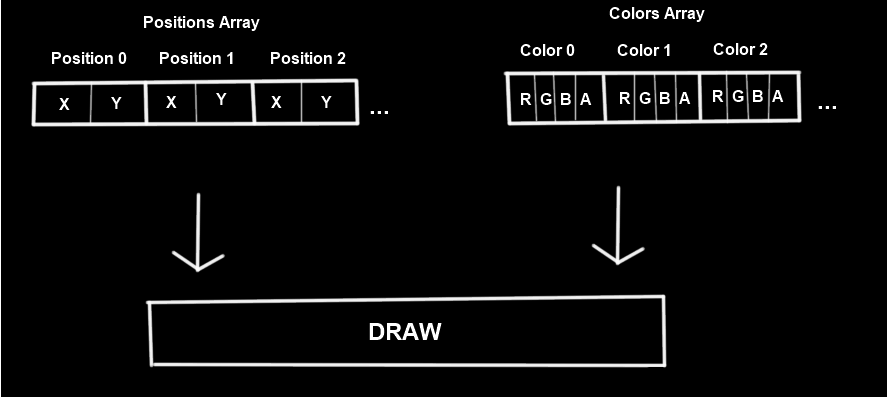 Positions Array
Position 0 Position 1 Position 2
X Y X Y X Y ...
Colors Array
Color 0 Color 1 Color 2
R G B A R G B A R G B A ...
DRAW